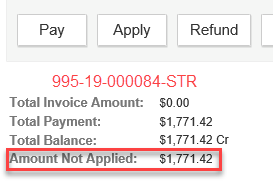 Pay Apply Refund
995-19-000084-STR
Total Invoice Amount: $0.00
Total Payment: $1,771.42
Total Balance: $1,771.42 Cr
Amount Not Applied: $1,771.42